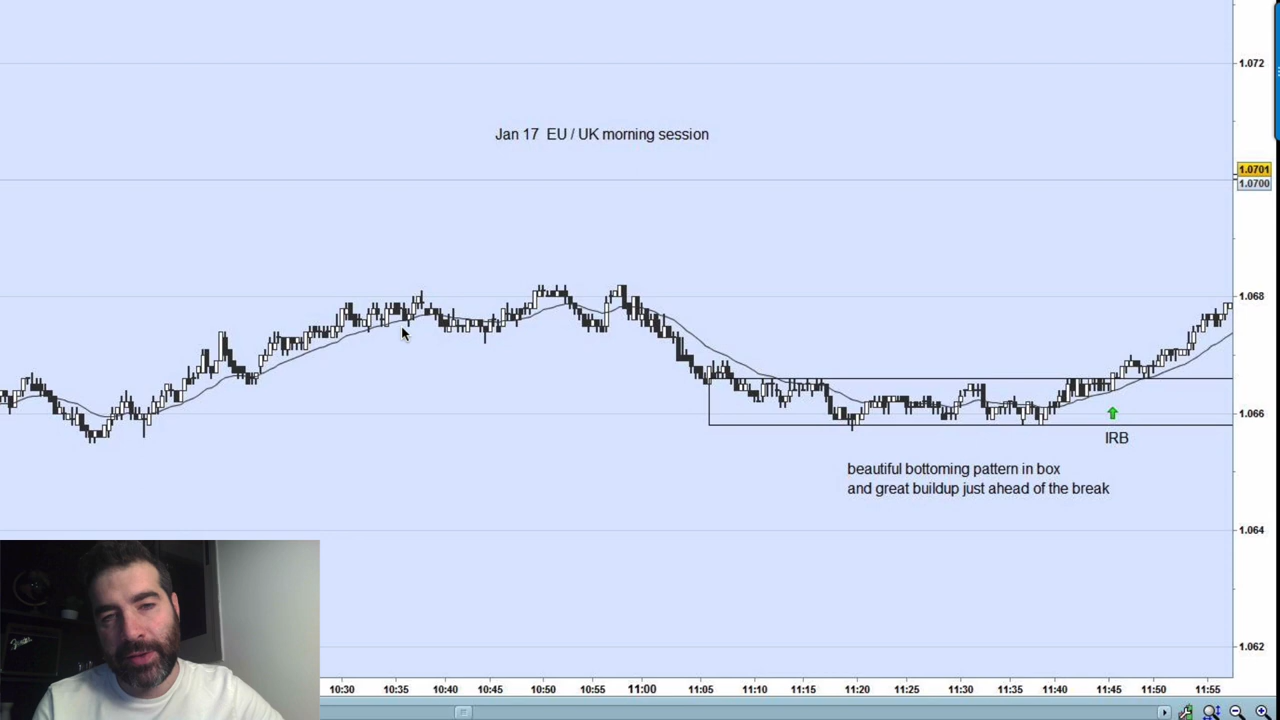 1.072
Jan 17 EU / UK morning session
1.0701
1.0700
1.068
1.066
IRB
beautiful bottoming pattern in box
and great buildup just ahead of the break
1.064
1.062
10:30 10:35 10:40 10:45 10:50 10:55 11:00 11:05 11:10 11:15 11:20 11:25 11:30 11:35 11:40 11:45 11:50 11:55